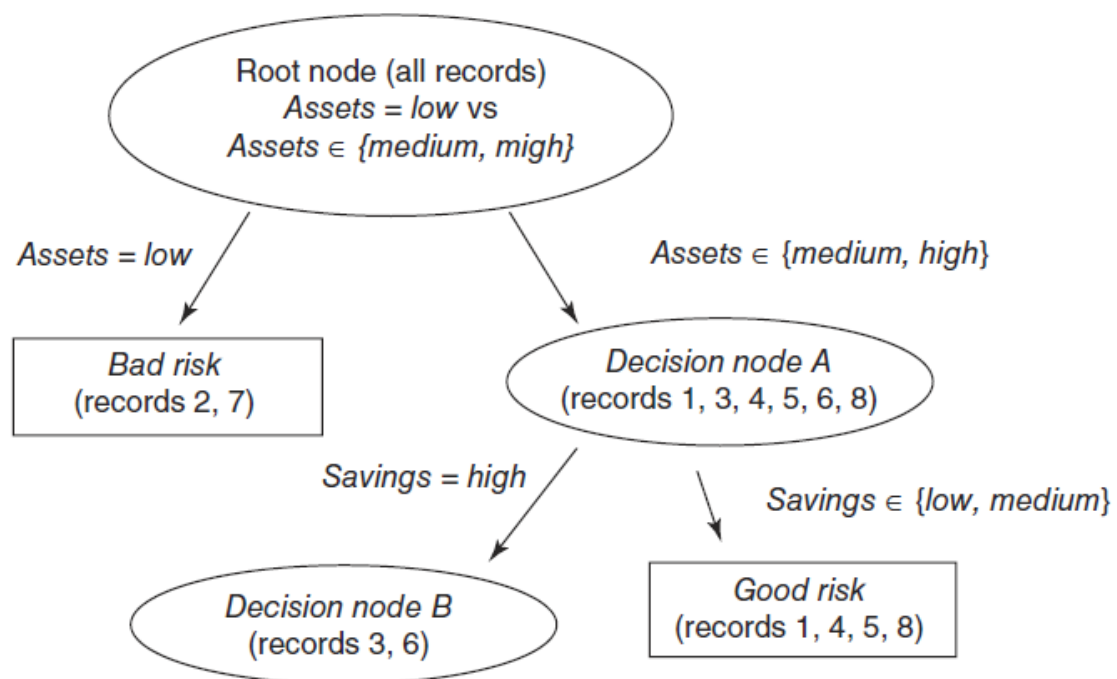 Root node (all records)
Assets = low vs
Assets ∈ {medium, migh}
Assets = low
Assets ∈ {medium, high}
Bad risk
(records 2, 7)
Decision node A
(records 1, 3, 4, 5, 6, 8)
Savings = high
Savings ∈ {low, medium}
Decision node B
(records 3, 6)
Good risk
(records 1, 4, 5, 8)